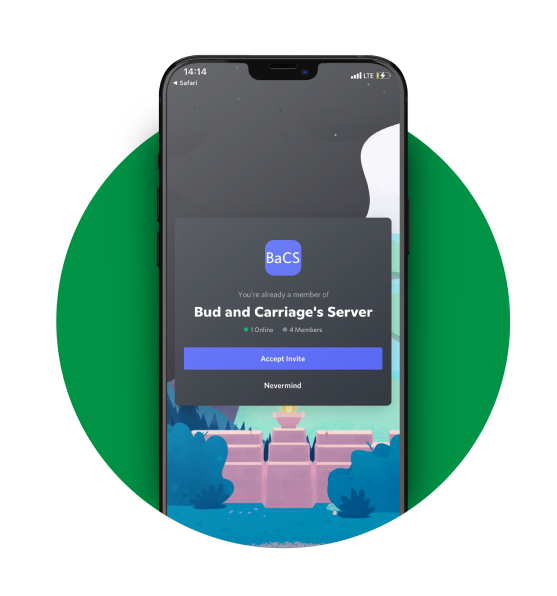 14:14
LTE
◀ Safari
BaCS
You're already a member of
Bud and Carriage's Server
1 Online 4 Members
Accept Invite
Nevermind